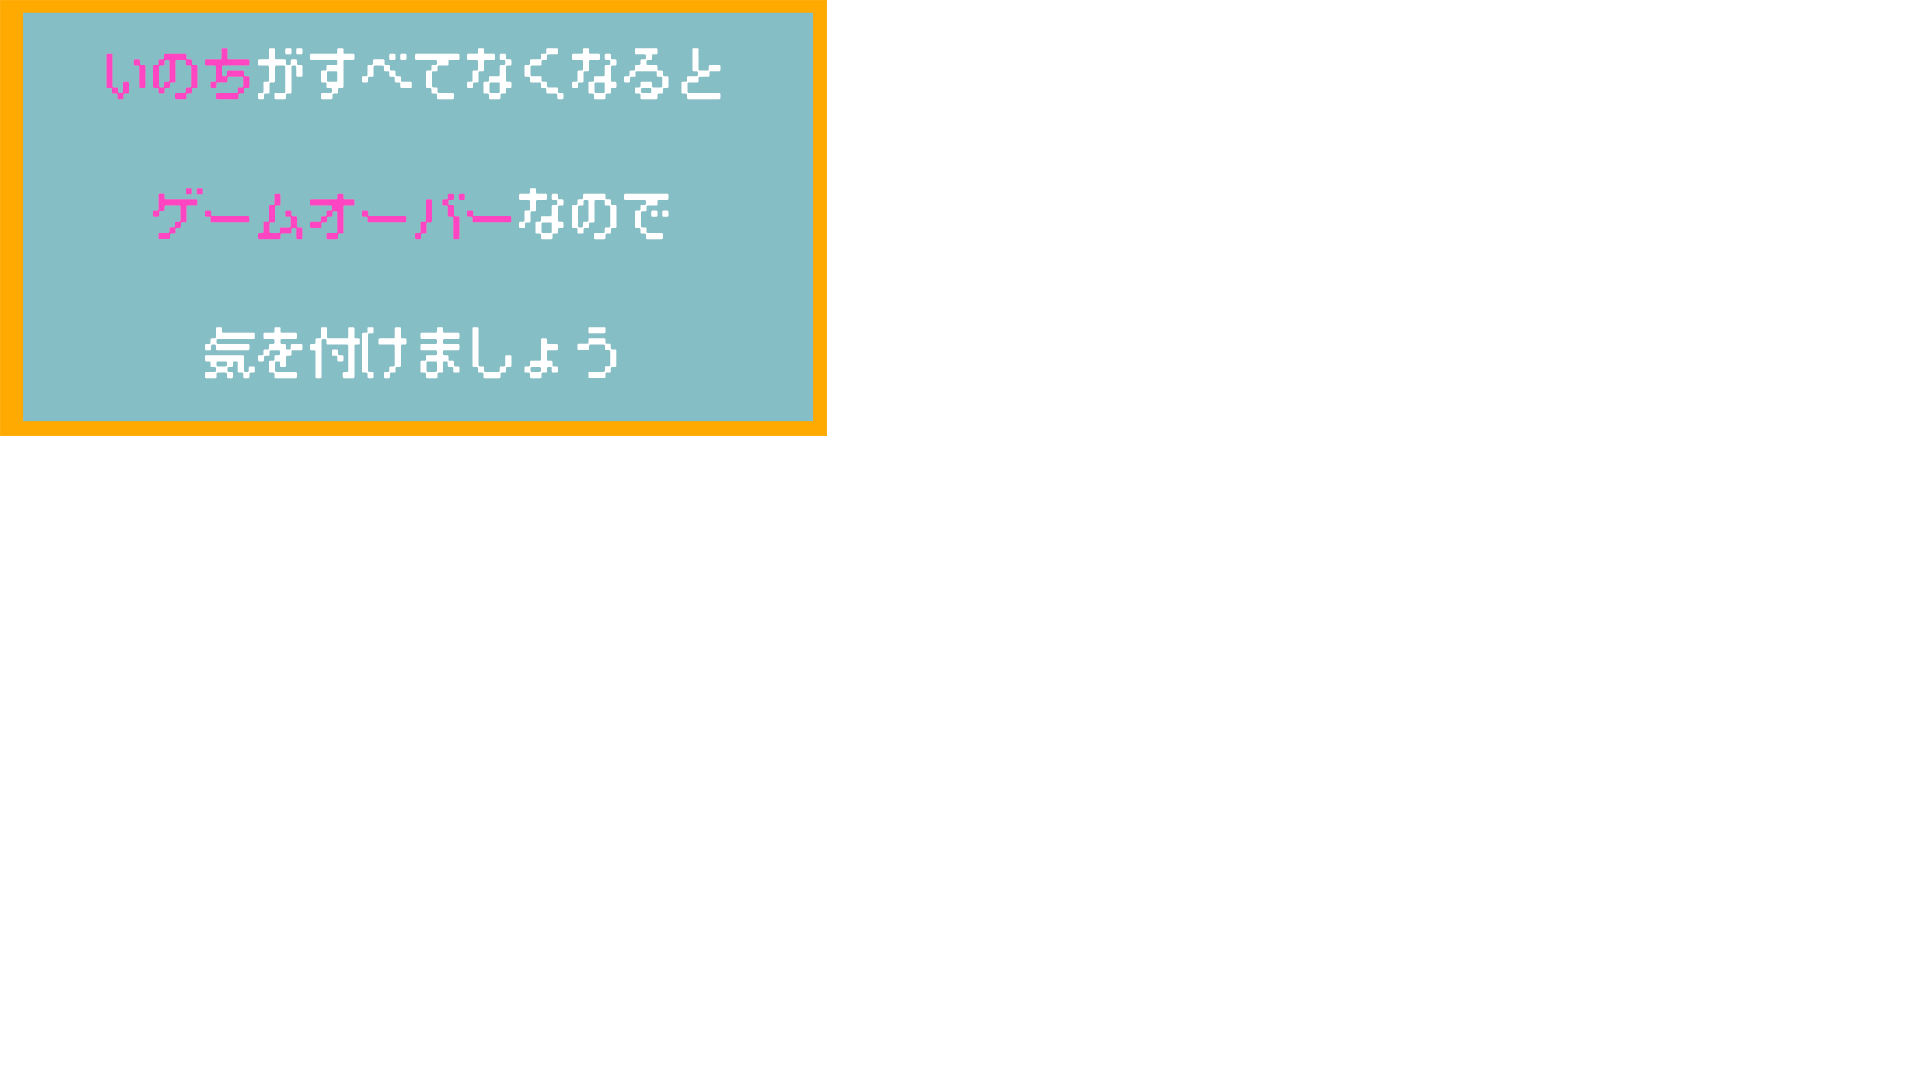 いのちがすべてなくなると
ゲームオーバーなので
気を付けましょう